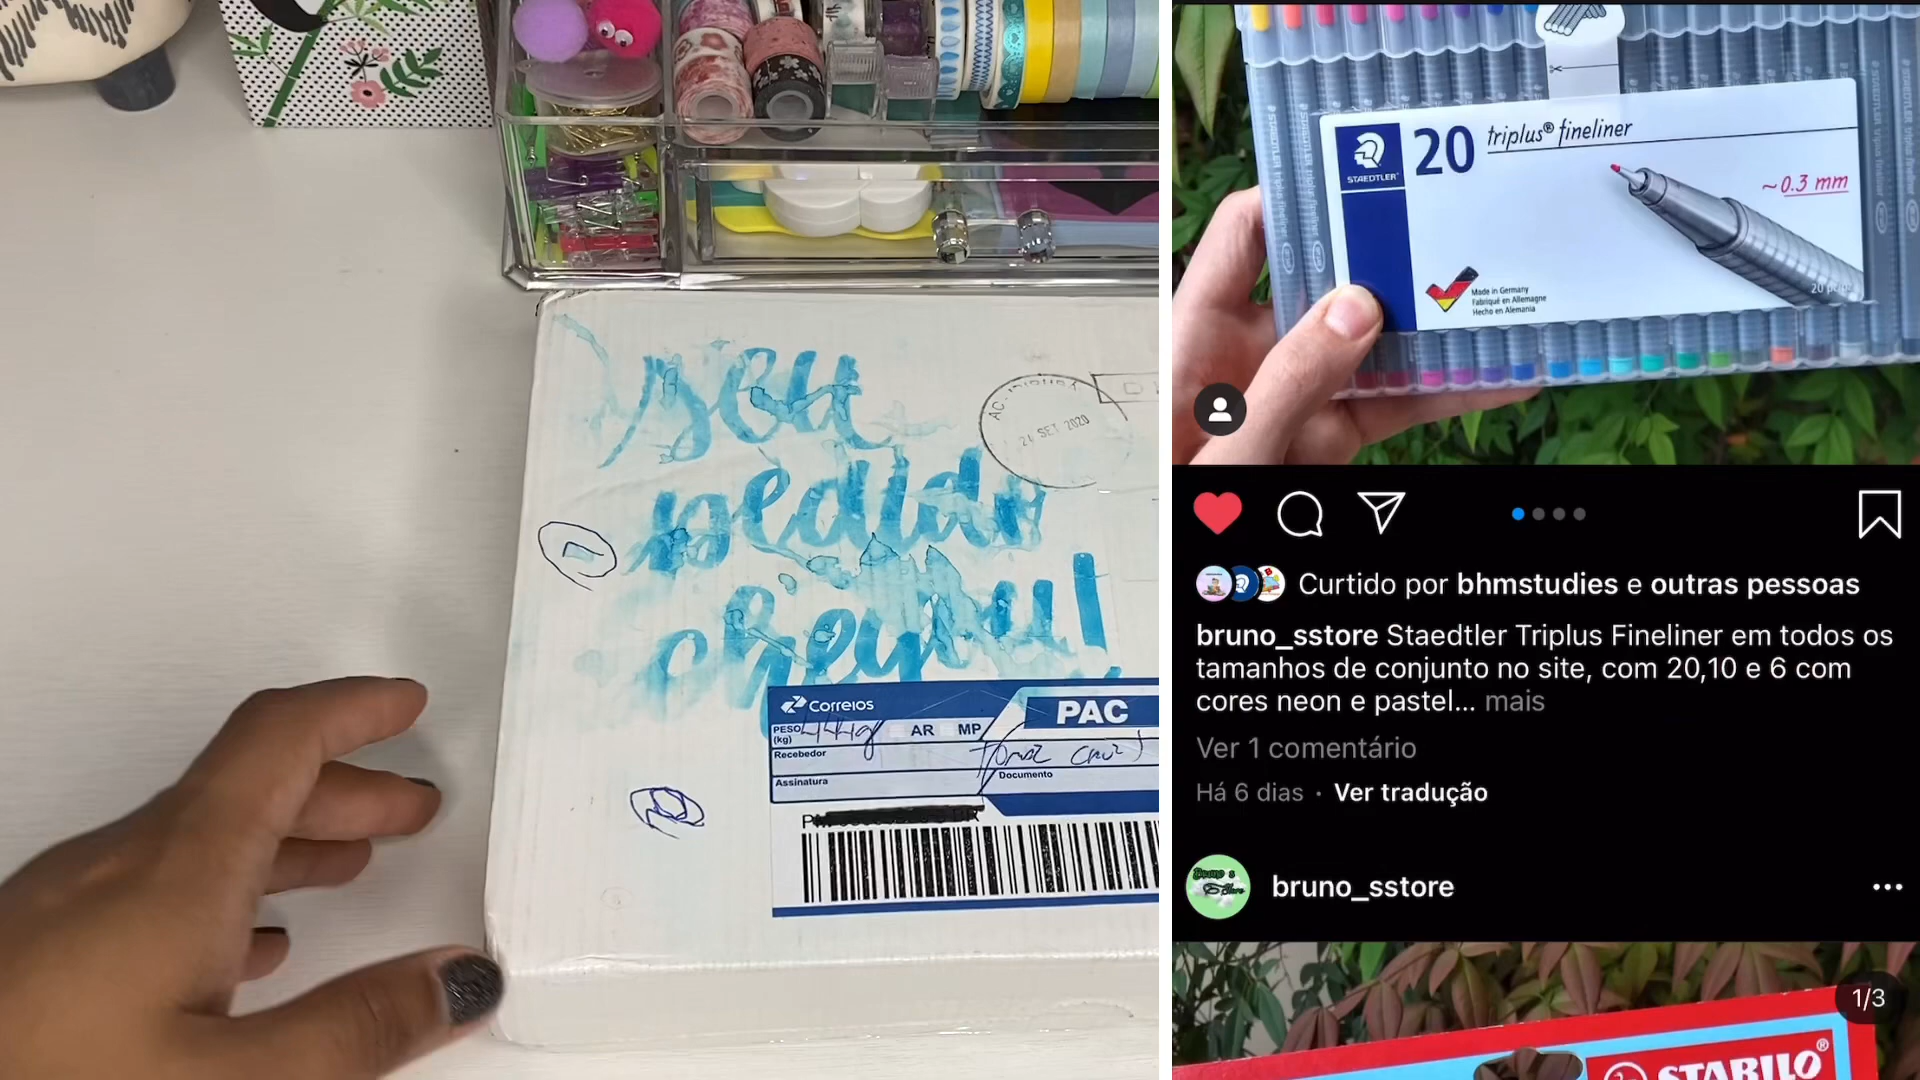 seu
pedido
chegou!
24 SET 2020
Correios
PAC
PESO
(kg)
AR
MP
Recebedor
Assinatura
Documento
STAEDTLER
20
triplus® fineliner
~0.3 mm
Made in Germany
Fabriqué en Allemagne
Hecho en Alemania
Curtido por bhmstudies e outras pessoas
bruno_sstore Staedtler Triplus Fineliner em todos os
tamanhos de conjunto no site, com 20,10 e 6 com
cores neon e pastel... mais
Ver 1 comentário
Há 6 dias · Ver tradução
bruno_sstore
1/3
STABILO®